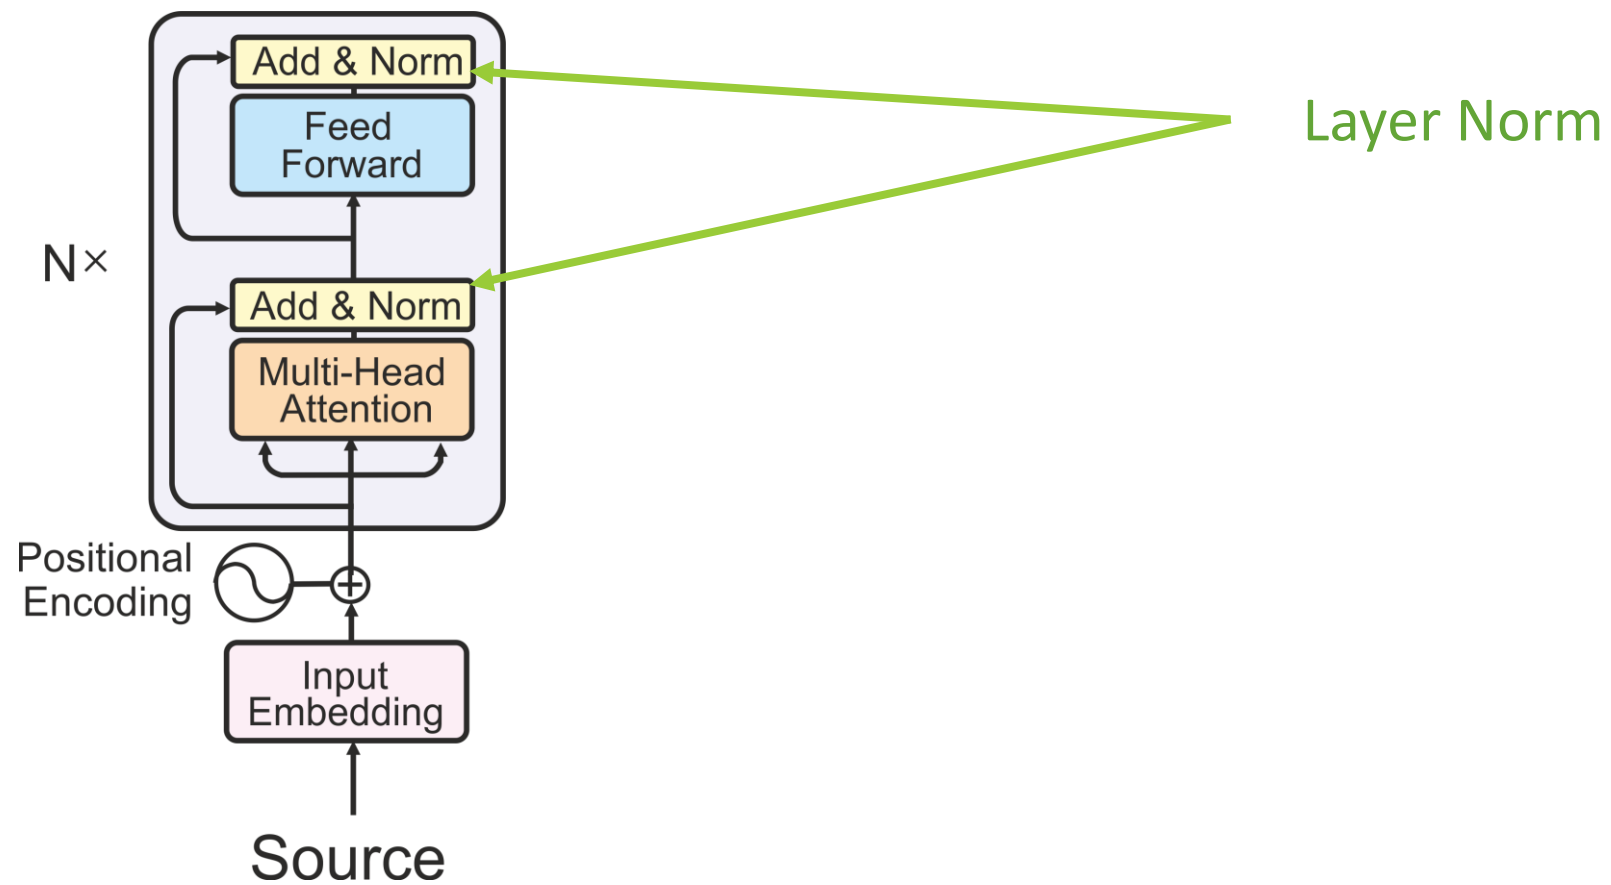 Add & Norm
Layer Norm
Feed
Forward
N×
Add & Norm
Multi-Head
Attention
Positional
Encoding
Input
Embedding
Source